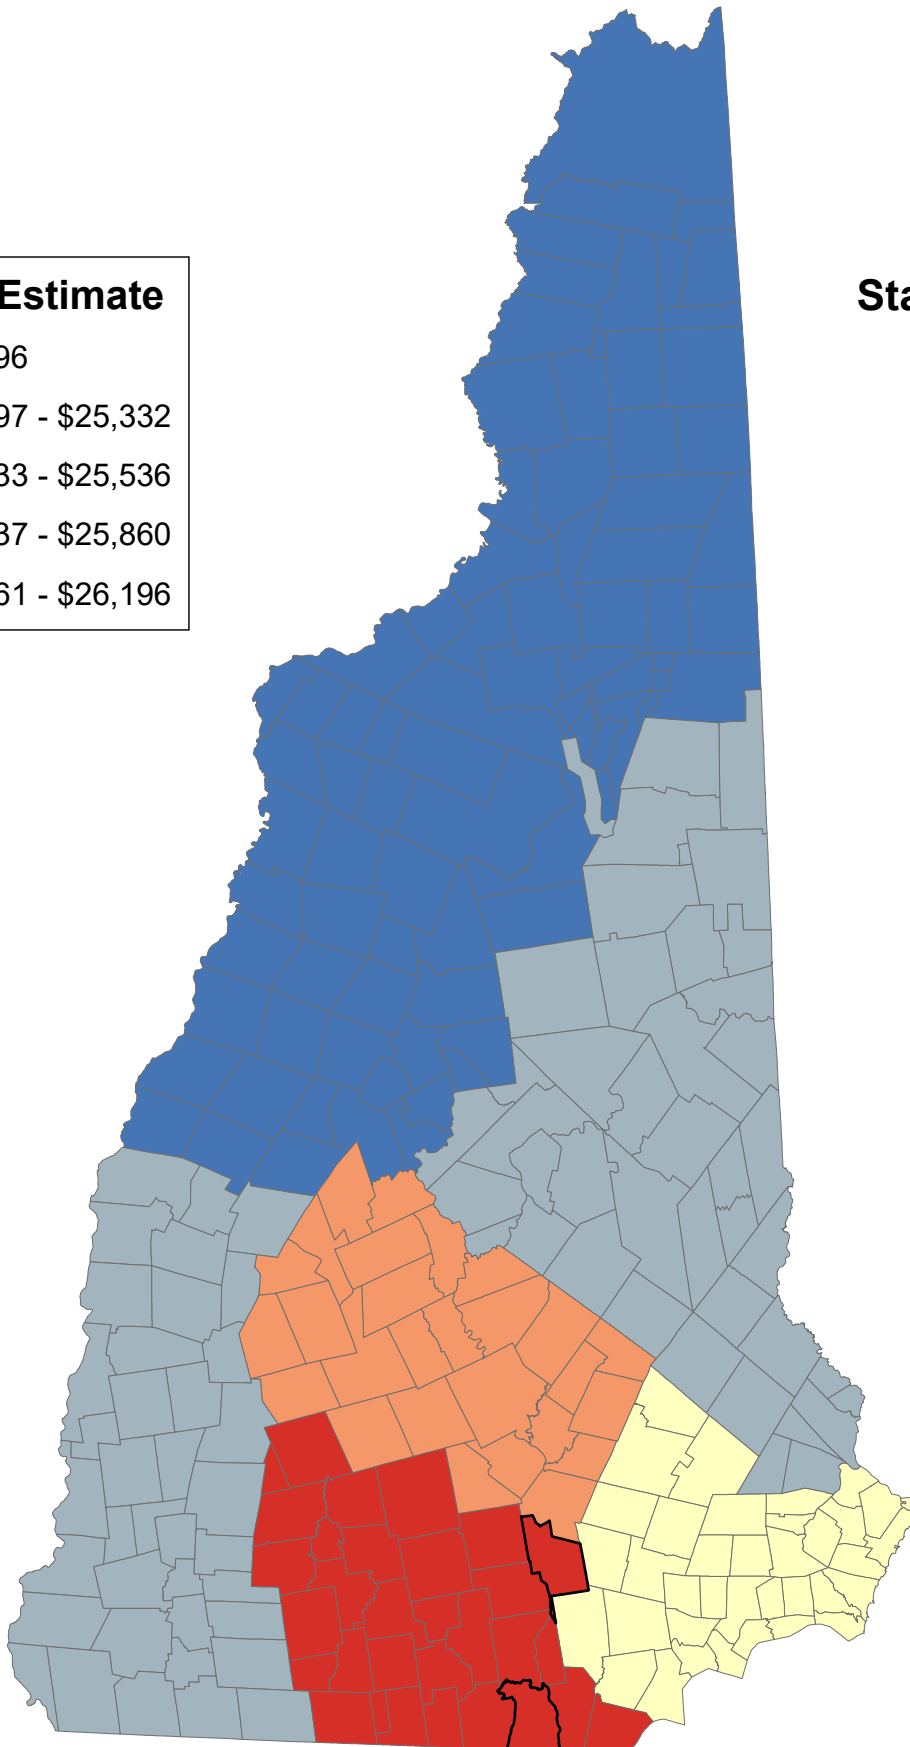 Estimate
96
97 - $25,332
33 - $25,536
37 - $25,860
61 - $26,196
Sta